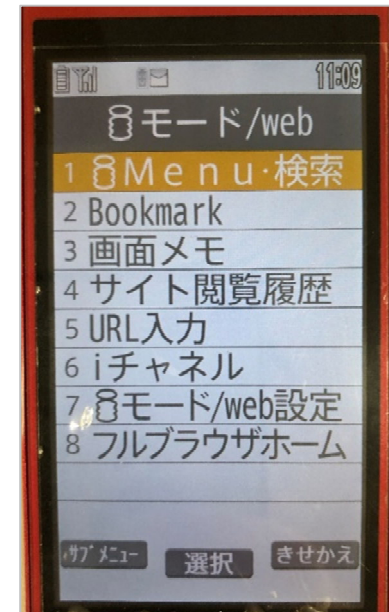 11:09
iモード/web
1 iMenu·検索
2 Bookmark
3 画面メモ
4 サイト閲覧履歴
5 URL入力
6 iチャネル
7 iモード/web設定
8 フルブラウザホーム
サブメニュー 選択 きせかえ